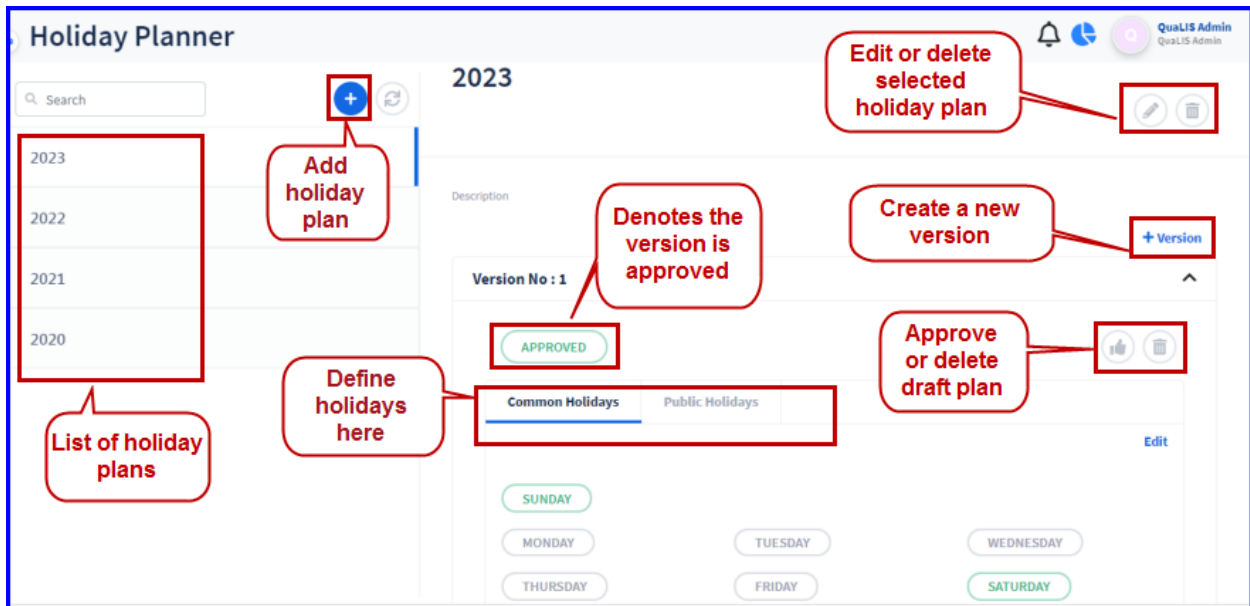 Holiday Planner
QuaLIS Admin
QuaLIS Admin
Search
+
2023
2022
2021
2020
Add
holiday
plan
List of holiday
plans
2023
Edit or delete
selected
holiday plan
Description
Denotes the
version is
approved
Create a new
version
+ Version
Version No : 1
APPROVED
Approve
or delete
draft plan
Define
holidays
here
Common Holidays
Public Holidays
Edit
SUNDAY
MONDAY TUESDAY WEDNESDAY
THURSDAY FRIDAY SATURDAY